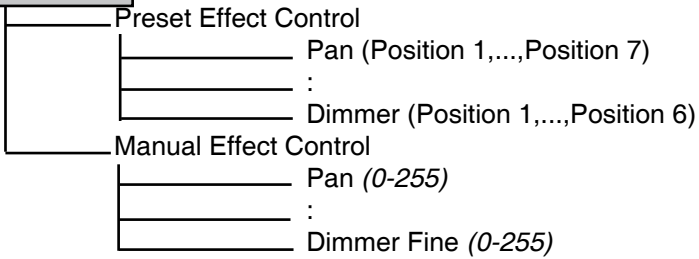 Preset Effect Control
Pan (Position 1,...,Position 7)
:
Dimmer (Position 1,...,Position 6)
Manual Effect Control
Pan (0-255)
:
Dimmer Fine (0-255)